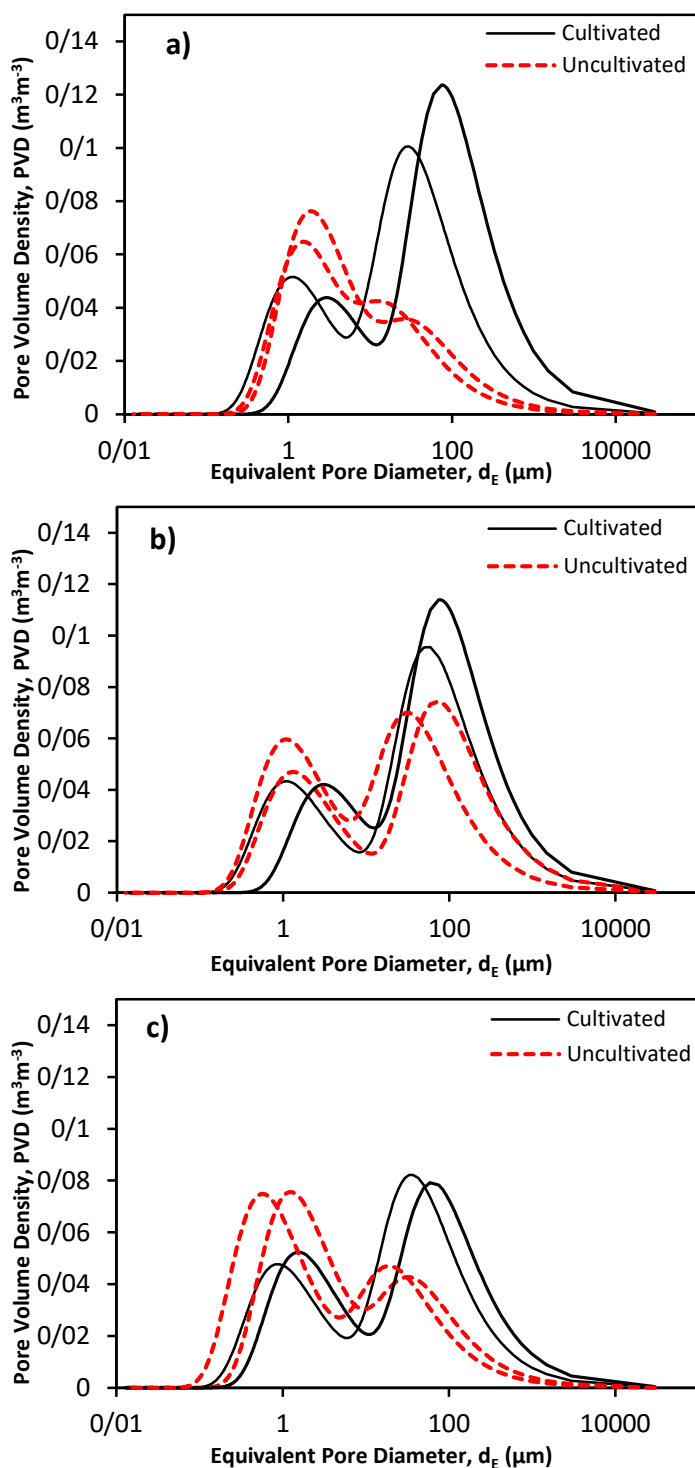 a)
Cultivated
Uncultivated
Pore Volume Density, PVD (m³m⁻³)
0/14
0/12
0/1
0/08
0/06
0/04
0/02
0
0/01 1 100 10000
Equivalent Pore Diameter, dE (µm)
b)
Cultivated
Uncultivated
Pore Volume Density, PVD (m³m⁻³)
0/14
0/12
0/1
0/08
0/06
0/04
0/02
0
0/01 1 100 10000
Equivalent Pore Diameter, dE (µm)
c)
Cultivated
Uncultivated
Pore Volume Density, PVD (m³m⁻³)
0/14
0/12
0/1
0/08
0/06
0/04
0/02
0
0/01 1 100 10000
Equivalent Pore Diameter, dE (µm)